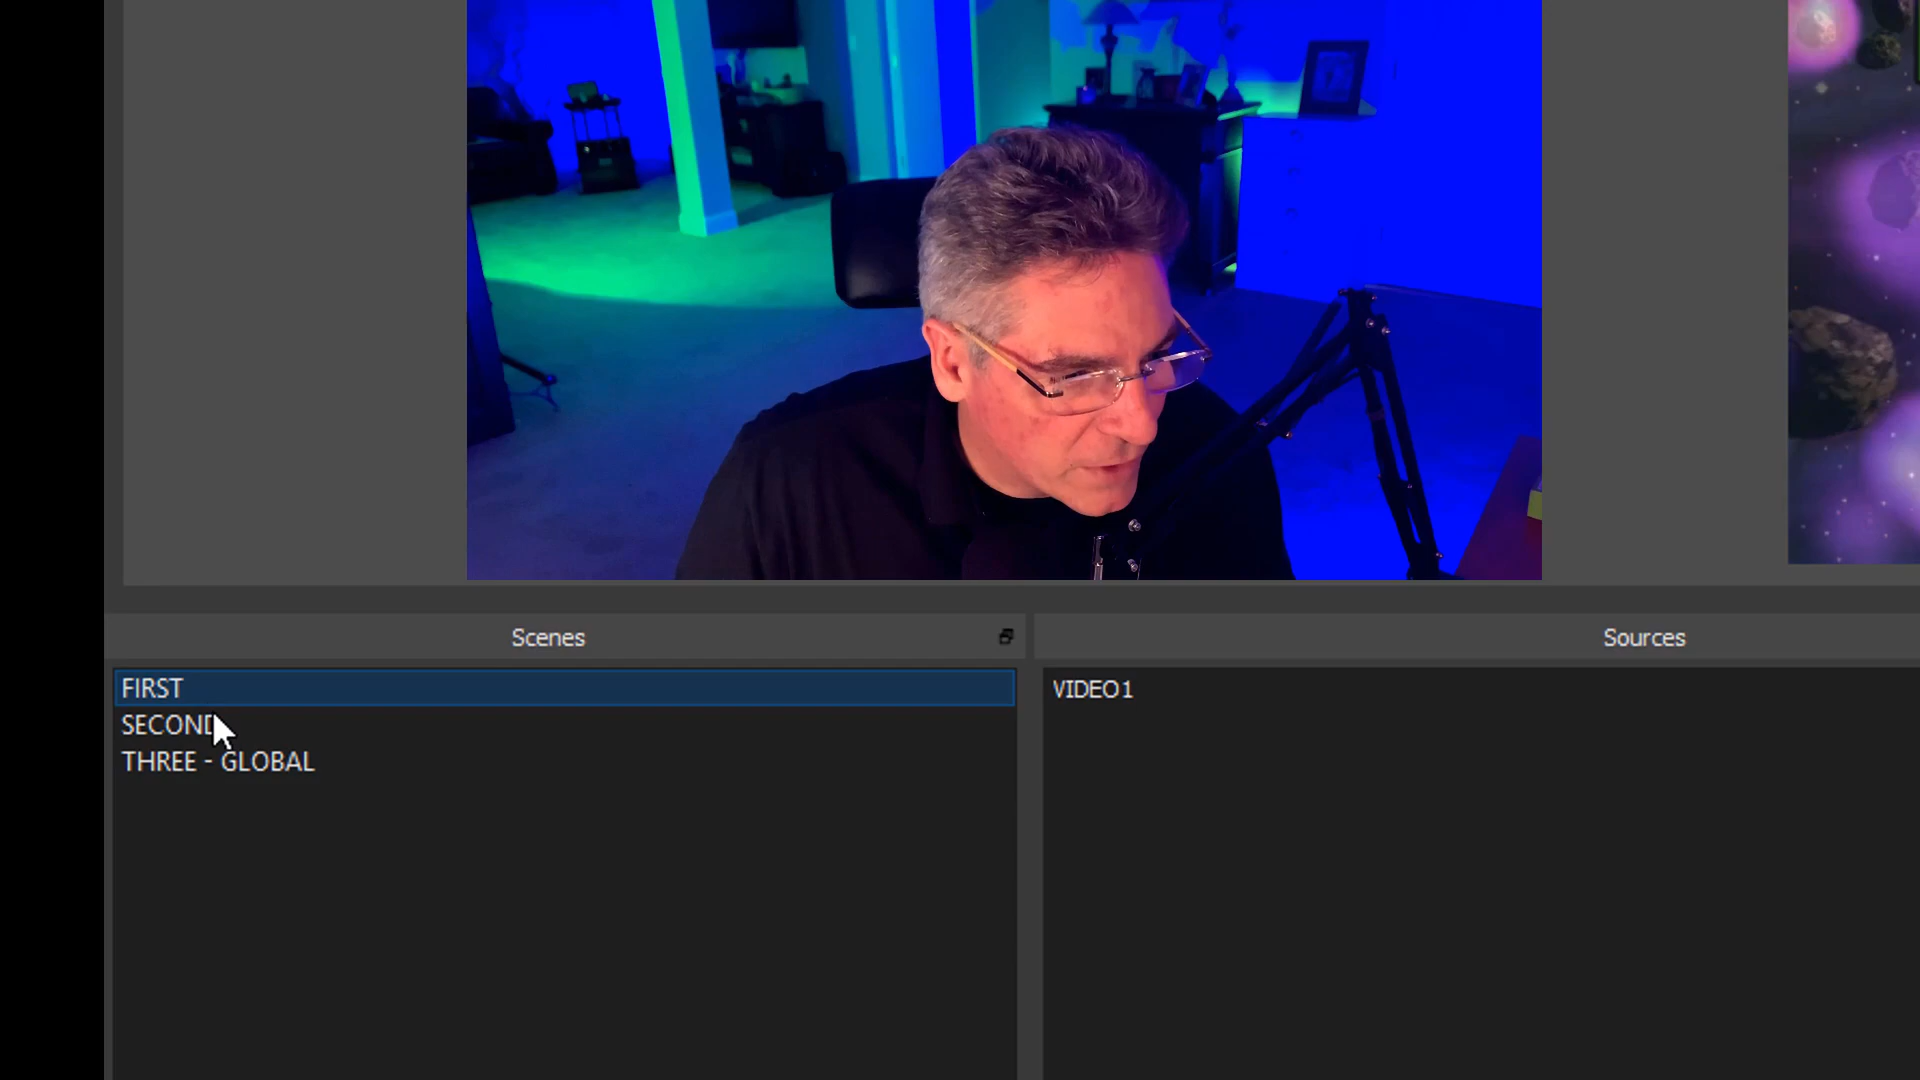 Scenes
Sources
FIRST
VIDEO1
SECOND
THREE - GLOBAL